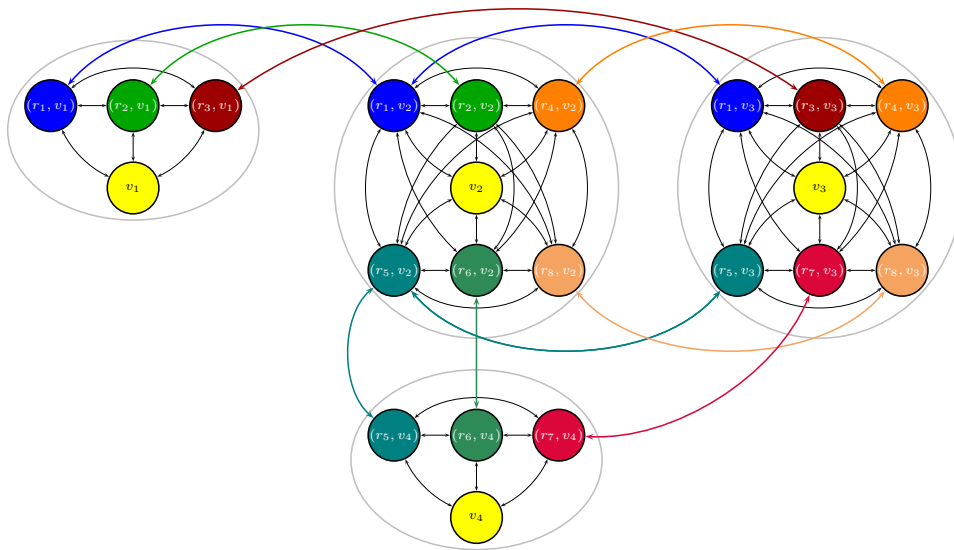 (r₁, v₁) (r₂, v₁) (r₃, v₁)
v₁
(r₁, v₂) (r₂, v₂) (r₄, v₂)
v₂
(r₅, v₂) (r₆, v₂) (r₈, v₂)
(r₁, v₃) (r₃, v₃) (r₄, v₃)
v₃
(r₅, v₃) (r₇, v₃) (r₈, v₃)
(r₅, v₄) (r₆, v₄) (r₇, v₄)
v₄